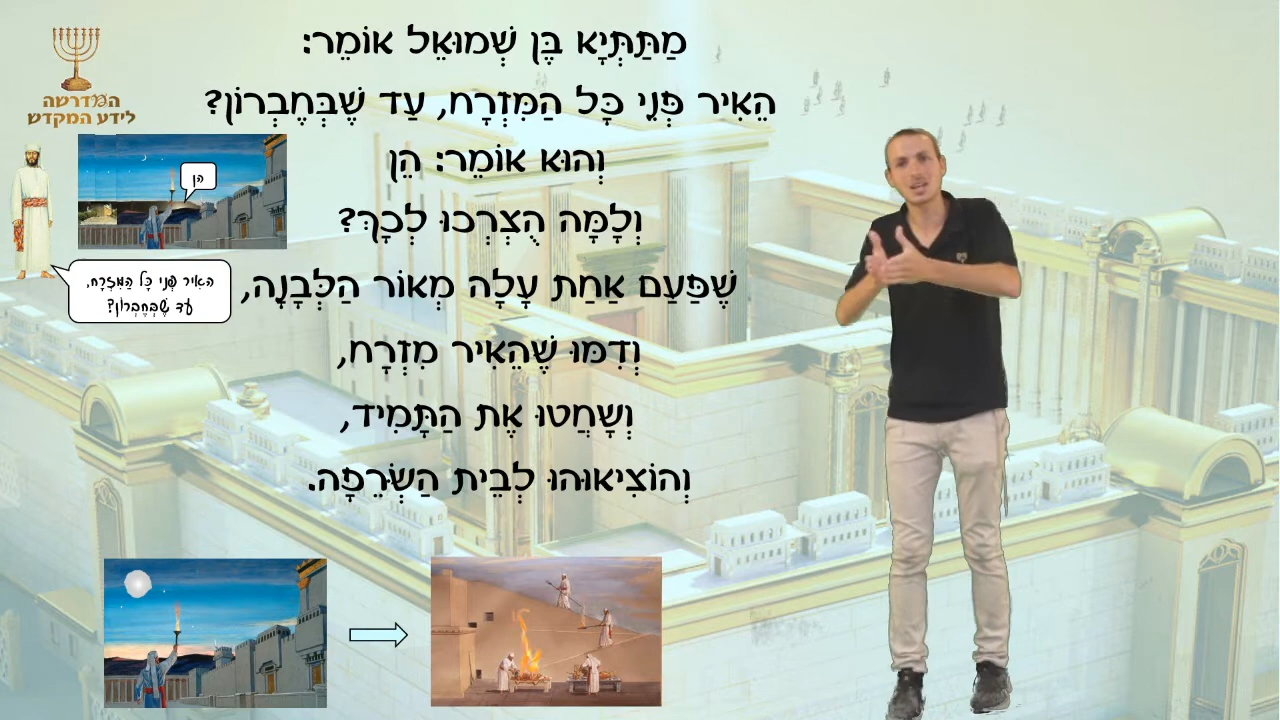 מַתַּתְּיָא בֶּן שְׁמוּאֵל אוֹמֵר:
הֵאִיר פְּנֵי כָּל הַמִּזְרָח, עַד שֶׁבְּחֶבְרוֹן?
וְהוּא אוֹמֵר: הֵן
וְלָמָּה הֻצְרְכוּ לְכָךְ?
שֶׁפַּעַם אַחַת עָלָה מְאוֹר הַלְּבָנָה,
וְדִמּוּ שֶׁהֵאִיר מִזְרָח,
וְשָׁחֲטוּ אֶת הַתָּמִיד,
וְהוֹצִיאוּהוּ לְבֵית הַשְּׂרֵפָה.
המדרשה
לידע המקדש
הן
האיר פְּנֵי כָּל הַמִּזְרָח,
עַד שֶׁבְּחֶבְרוֹן?